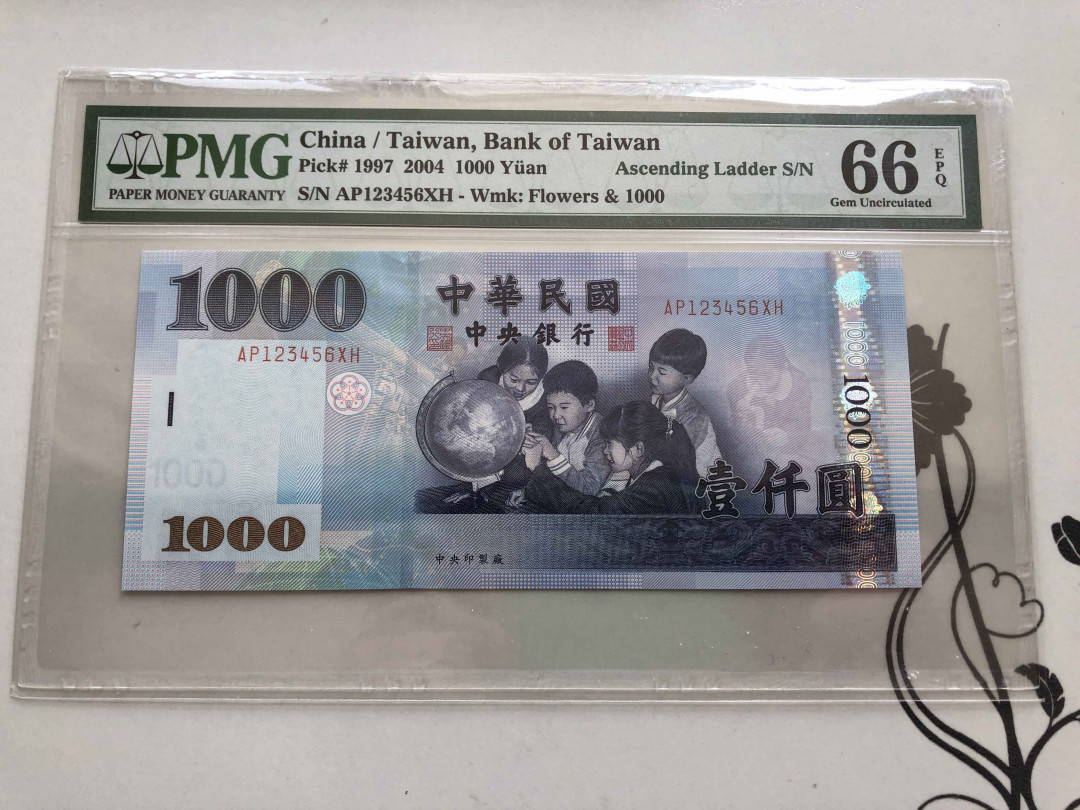 PMG
PAPER MONEY GUARANTY
China / Taiwan, Bank of Taiwan
Pick# 1997 2004 1000 Yüan
Ascending Ladder S/N
S/N AP123456XH - Wmk: Flowers & 1000
66
EPQ
Gem Uncirculated
1000
中華民國
AP123456XH
中央銀行
AP123456XH
1000
1000
壹仟圓
1000
中央印製廠